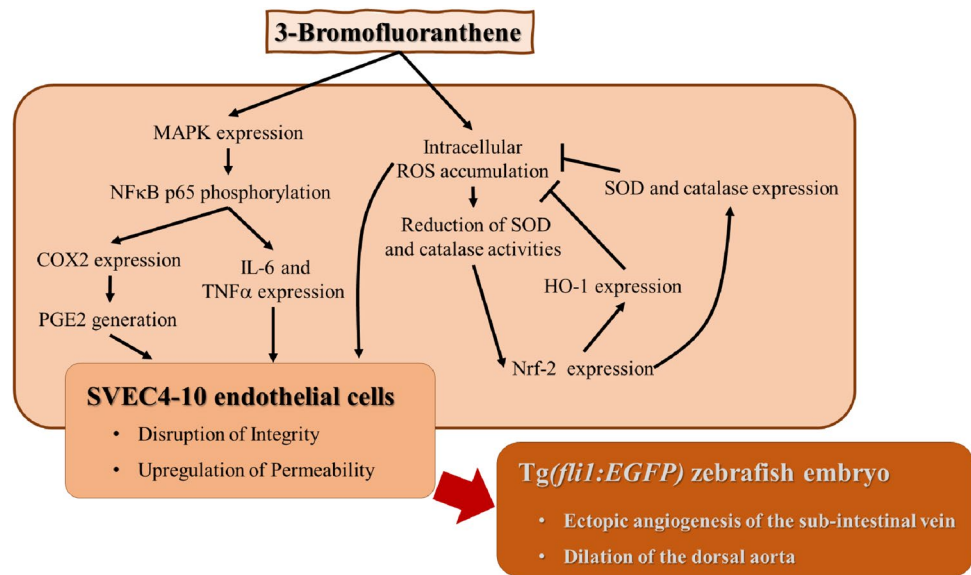 3-Bromofluoranthene
MAPK expression
NFκB p65 phosphorylation
COX2 expression
PGE2 generation
IL-6 and
TNFα expression
Intracellular
ROS accumulation
Reduction of SOD
and catalase activities
SOD and catalase expression
HO-1 expression
Nrf-2 expression
SVEC4-10 endothelial cells
• Disruption of Integrity
• Upregulation of Permeability
Tg(fli1:EGFP) zebrafish embryo
• Ectopic angiogenesis of the sub-intestinal vein
• Dilation of the dorsal aorta